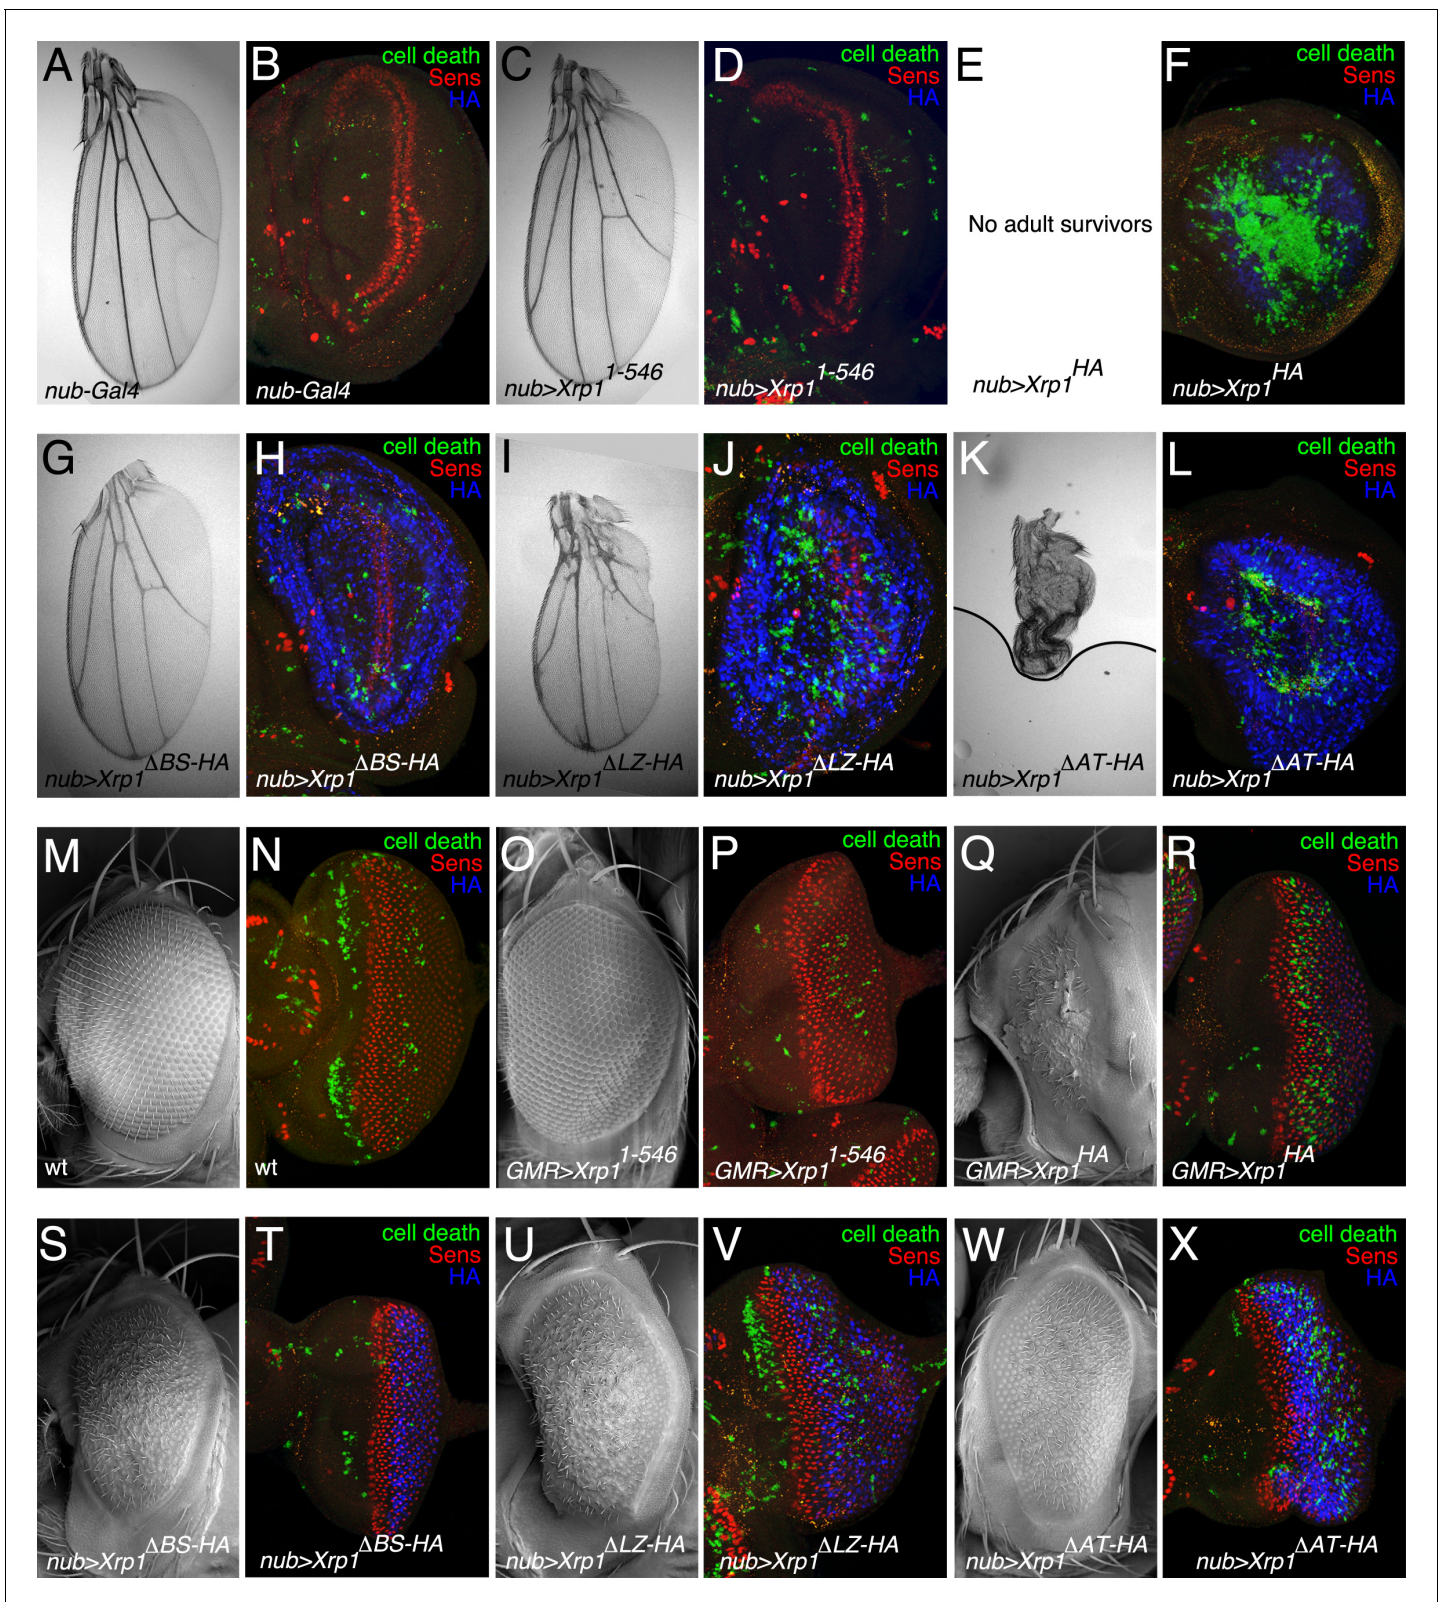 A
nub-Gal4
B
cell death
Sens
HA
nub-Gal4
C
nub>Xrp1 1-546
D
cell death
Sens
HA
nub>Xrp1 1-546
E
No adult survivors
nub>Xrp1 HA
F
cell death
Sens
HA
nub>Xrp1 HA
G
nub>Xrp1 ΔBS-HA
H
cell death
Sens
HA
nub>Xrp1 ΔBS-HA
I
nub>Xrp1 ΔLZ-HA
J
cell death
Sens
HA
nub>Xrp1 ΔLZ-HA
K
nub>Xrp1 ΔAT-HA
L
cell death
Sens
HA
nub>Xrp1 ΔAT-HA
M
wt
N
cell death
Sens
HA
wt
O
GMR>Xrp1 1-546
P
cell death
Sens
HA
GMR>Xrp1 1-546
Q
GMR>Xrp1 HA
R
cell death
Sens
HA
GMR>Xrp1 HA
S
nub>Xrp1 ΔBS-HA
T
cell death
Sens
HA
nub>Xrp1 ΔBS-HA
U
nub>Xrp1 ΔLZ-HA
V
cell death
Sens
HA
nub>Xrp1 ΔLZ-HA
W
nub>Xrp1 ΔAT-HA
X
cell death
Sens
HA
nub>Xrp1 ΔAT-HA